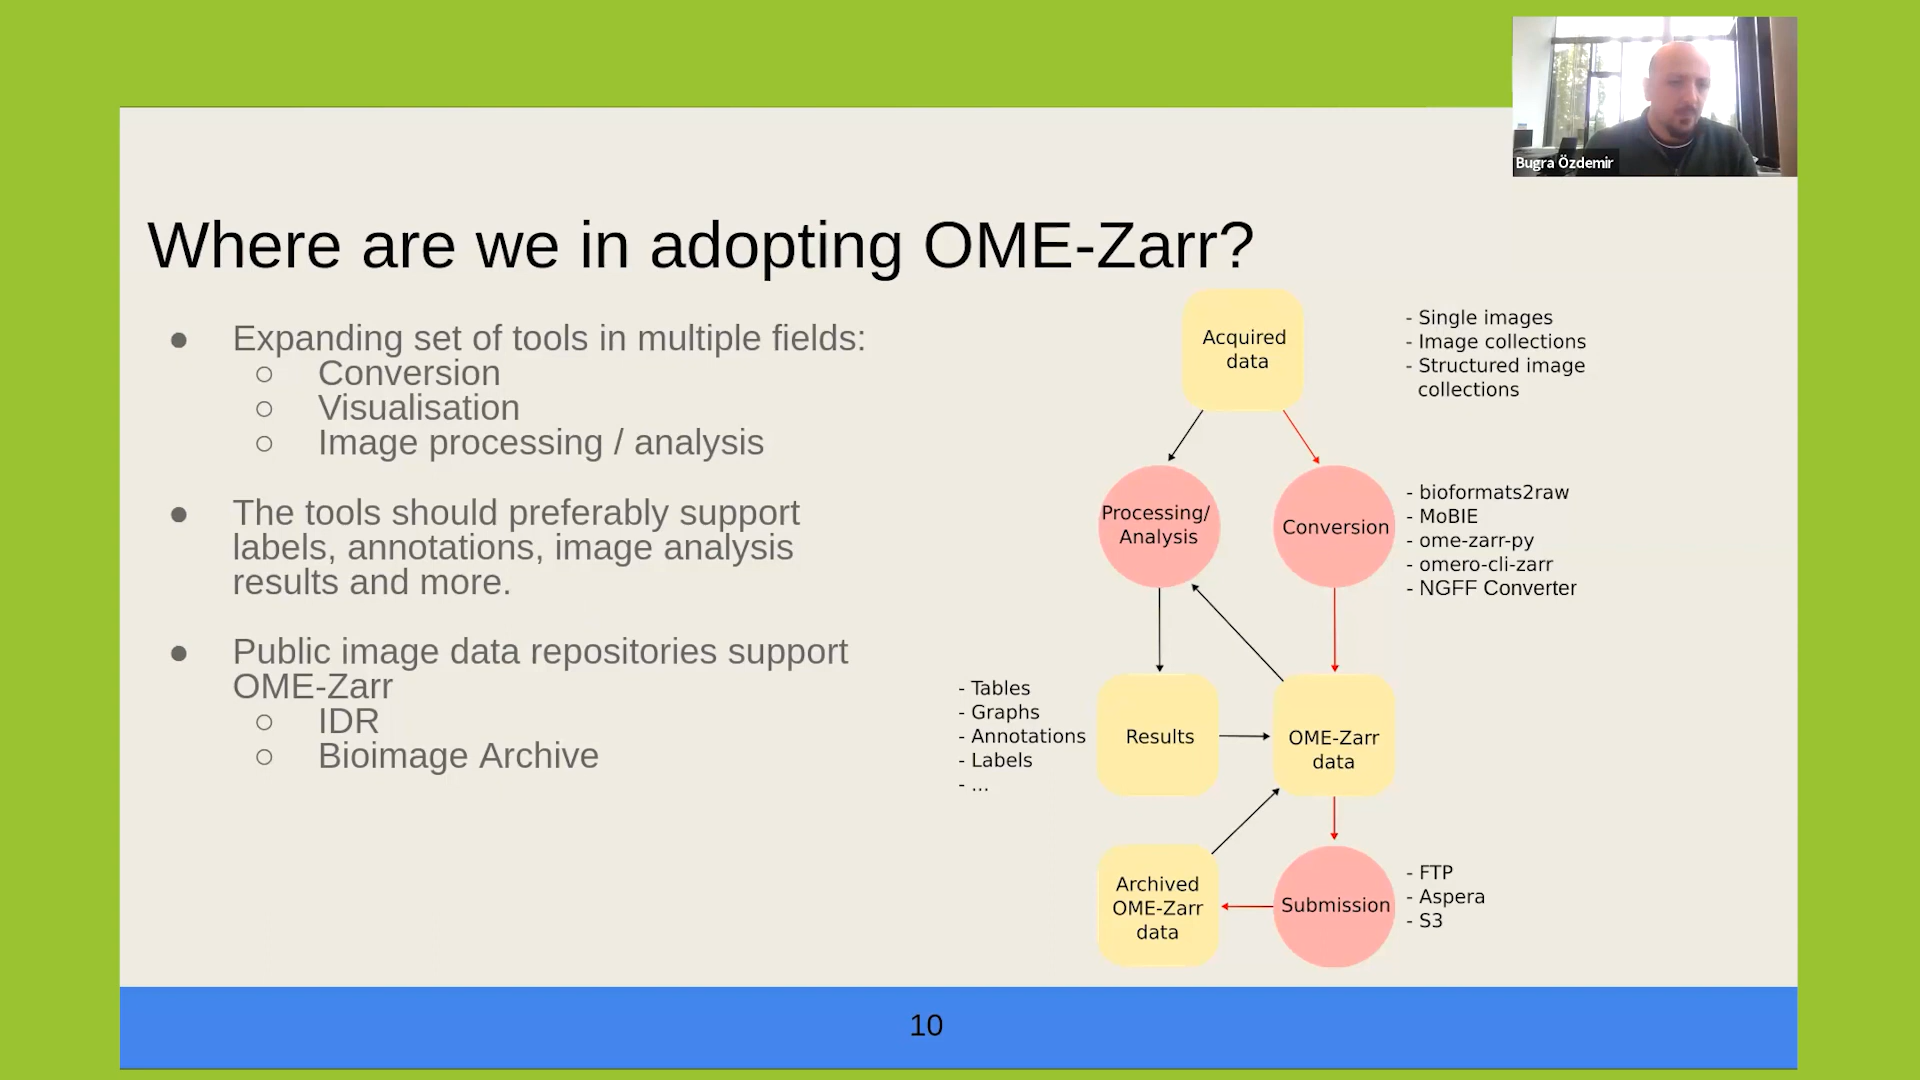 Bugra Özdemir
Where are we in adopting OME-Zarr?
● Expanding set of tools in multiple fields:
○ Conversion
○ Visualisation
○ Image processing / analysis
● The tools should preferably support
labels, annotations, image analysis
results and more.
● Public image data repositories support
OME-Zarr
○ IDR
○ Bioimage Archive
Acquired
data
- Single images
- Image collections
- Structured image
collections
Processing/
Analysis
Conversion
- bioformats2raw
- MoBIE
- ome-zarr-py
- omero-cli-zarr
- NGFF Converter
- Tables
- Graphs
- Annotations
- Labels
- ...
Results
OME-Zarr
data
Archived
OME-Zarr
data
Submission
- FTP
- Aspera
- S3
10